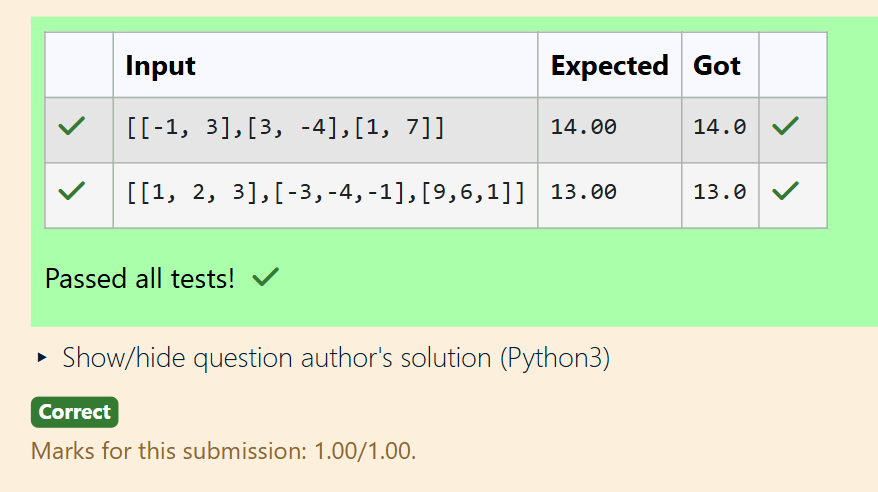 Input Expected Got
[[-1, 3],[3, -4],[1, 7]] 14.00 14.0
[[1, 2, 3],[-3,-4,-1],[9,6,1]] 13.00 13.0
Passed all tests!
Show/hide question author's solution (Python3)
Correct
Marks for this submission: 1.00/1.00.